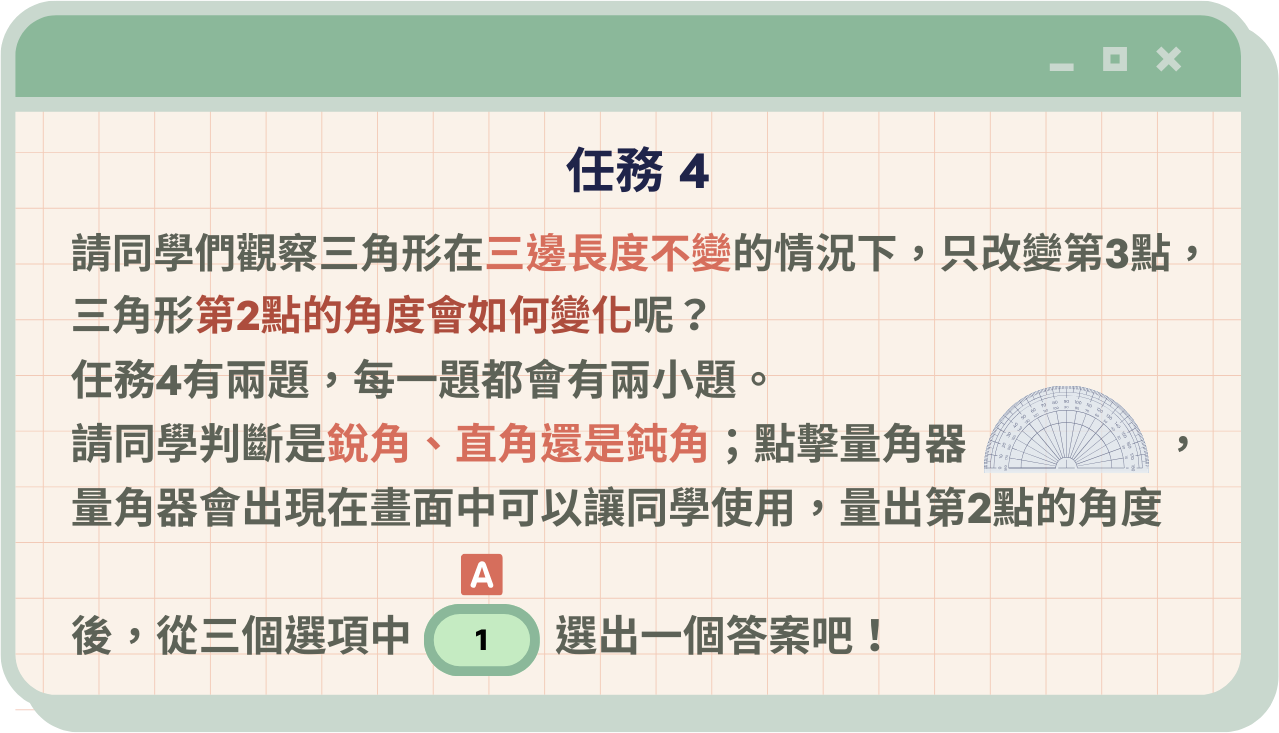 任務 4
請同學們觀察三角形在三邊長度不變的情況下，只改變第3點，
三角形第2點的角度會如何變化呢？
任務4有兩題，每一題都會有兩小題。
請同學判斷是銳角、直角還是鈍角；點擊量角器，
量角器會出現在畫面中可以讓同學使用，量出第2點的角度
A
後，從三個選項中 1 選出一個答案吧！